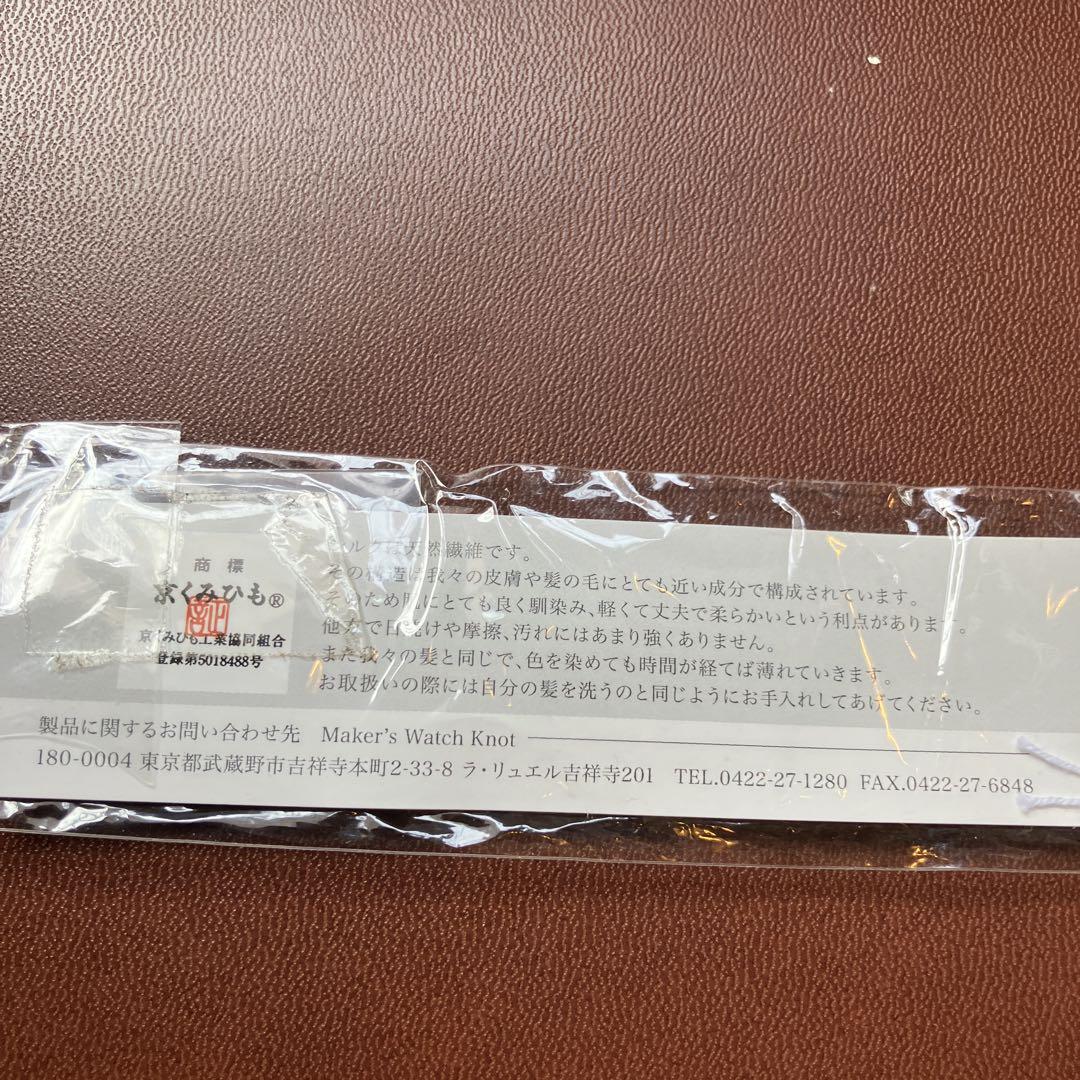 商標
京くみひも®
京くみひも工業協同組合
登録第5018488号
シルクは天然繊維です。
その構造は我々の皮膚や髪の毛にとても近い成分で構成されています。
そのため肌にとても良く馴染み、軽くて丈夫で柔らかいという利点があります。
他方で日焼けや摩擦、汚れにはあまり強くありません。
また我々の髪と同じで、色を染めても時間が経てば薄れていきます。
お取扱いの際には自分の髪を洗うのと同じようにお手入れしてあげてください。
製品に関するお問い合わせ先 Maker's Watch Knot
180-0004 東京都武蔵野市吉祥寺本町2-33-8 ラ・リュエル吉祥寺201 TEL.0422-27-1280 FAX.0422-27-6848